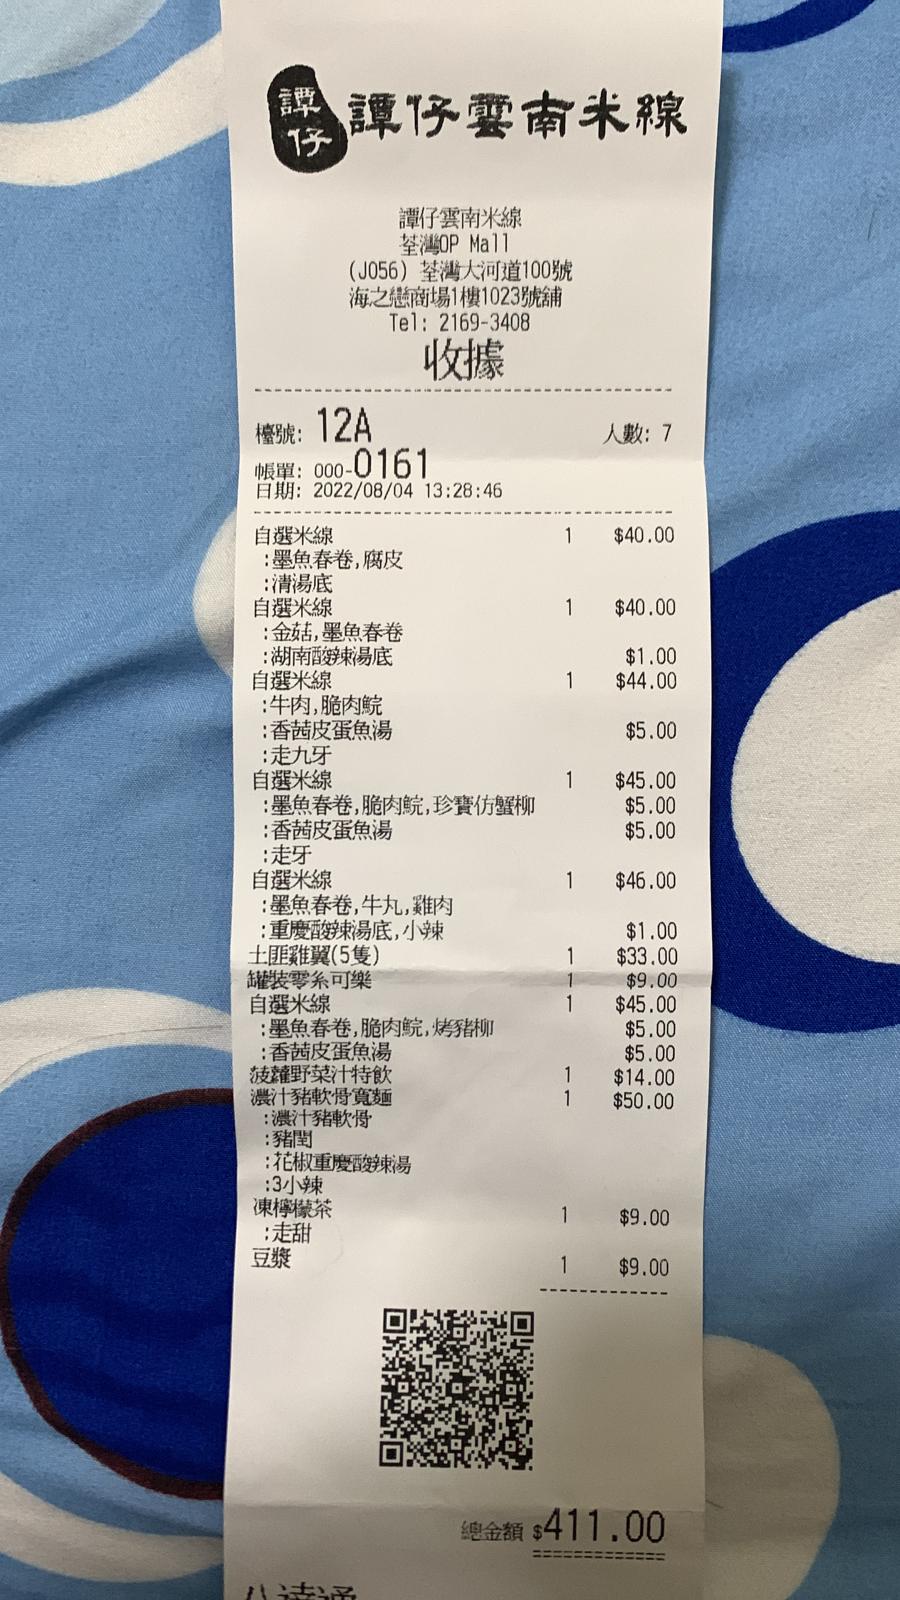 譚仔
譚仔雲南米線
譚仔雲南米線
荃灣OP Mall
(J056) 荃灣大河道100號
海之戀商場1樓1023號舖
Tel: 2169-3408
收據
檯號: 12A 人數: 7
帳單: 000-0161
日期: 2022/08/04 13:28:46
自選米線 1 $40.00
:墨魚春卷,腐皮
:清湯底
自選米線 1 $40.00
:金菇,墨魚春卷
:湖南酸辣湯底 $1.00
自選米線 1 $44.00
:牛肉,脆肉鯇
:香茜皮蛋魚湯 $5.00
:走九牙
自選米線 1 $45.00
:墨魚春卷,脆肉鯇,珍寶仿蟹柳 $5.00
:香茜皮蛋魚湯 $5.00
:走牙
自選米線 1 $46.00
:墨魚春卷,牛丸,雞肉
:重慶酸辣湯底,小辣 $1.00
土匪雞翼(5隻) 1 $33.00
罐裝零系可樂 1 $9.00
自選米線 1 $45.00
:墨魚春卷,脆肉鯇,烤豬柳 $5.00
:香茜皮蛋魚湯 $5.00
菠蘿野菜汁特飲 1 $14.00
濃汁豬軟骨寬麵 1 $50.00
:濃汁豬軟骨
:豬閏
:花椒重慶酸辣湯
:3小辣
凍檸檬茶 1 $9.00
:走甜
豆漿 1 $9.00
總金額 $411.00
八達通